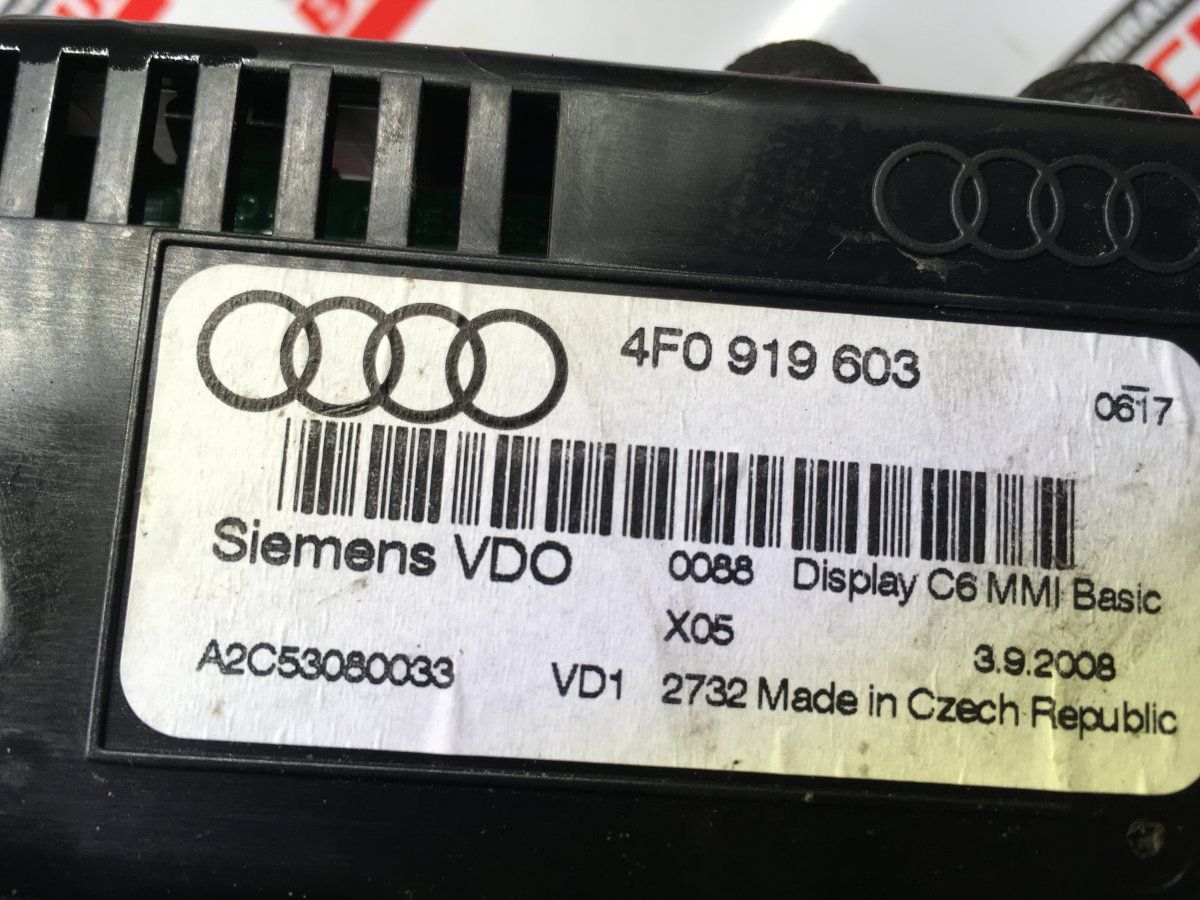 4F0 919 603
0617
Siemens VDO
0088 Display C6 MMI Basic
X05
3.9.2008
A2C53080033
VD1 2732 Made in Czech Republic